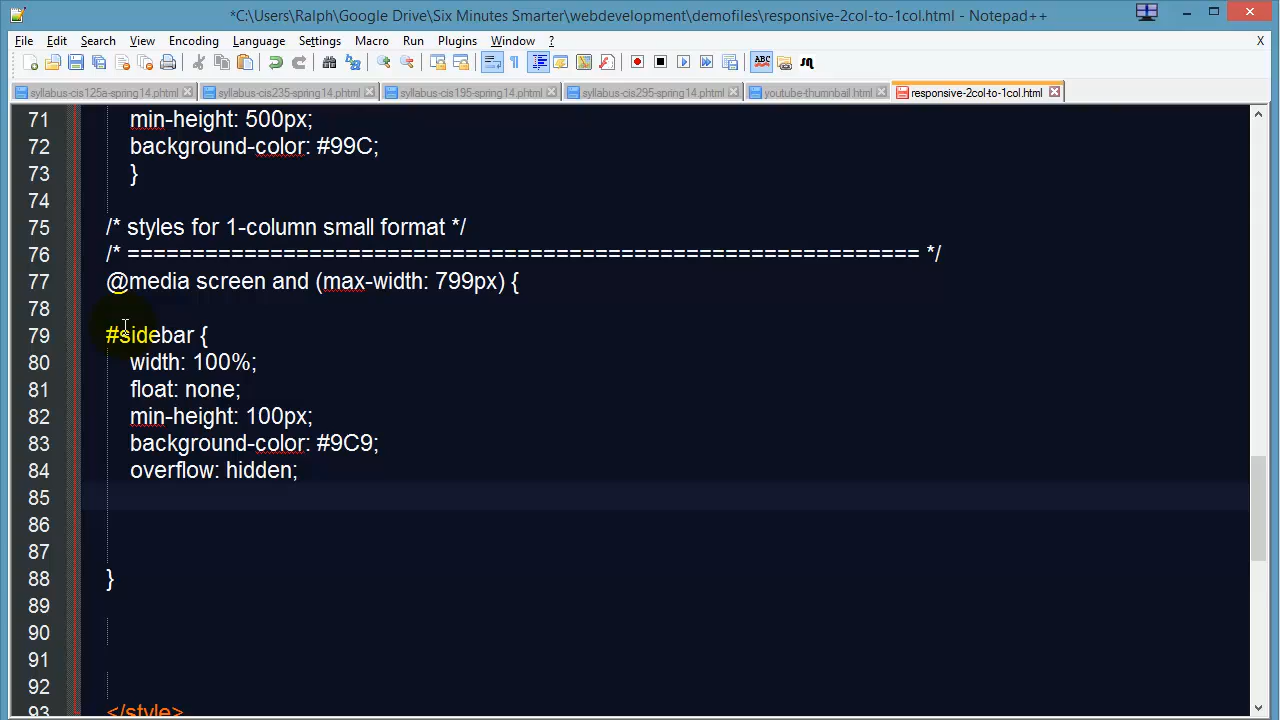 *C:\Users\Ralph\Google Drive\Six Minutes Smarter\webdevelopment\demofiles\responsive-2col-to-1col.html - Notepad++
File Edit Search View Encoding Language Settings Macro Run Plugins Window ? X
syllabus-cis125a-spring14.phtml syllabus-cis235-spring14.phtml syllabus-cis195-spring14.phtml syllabus-cis295-spring14.phtml youtube-thumnbail.html responsive-2col-to-1col.html
71 min-height: 500px;
72 background-color: #99C;
73 }
74
75 /* styles for 1-column small format */
76 /* ============================================================= */
77 @media screen and (max-width: 799px) {
78
79 #sidebar {
80 width: 100%;
81 float: none;
82 min-height: 100px;
83 background-color: #9C9;
84 overflow: hidden;
85
86
87
88 }
89
90
91
92
93 </style>